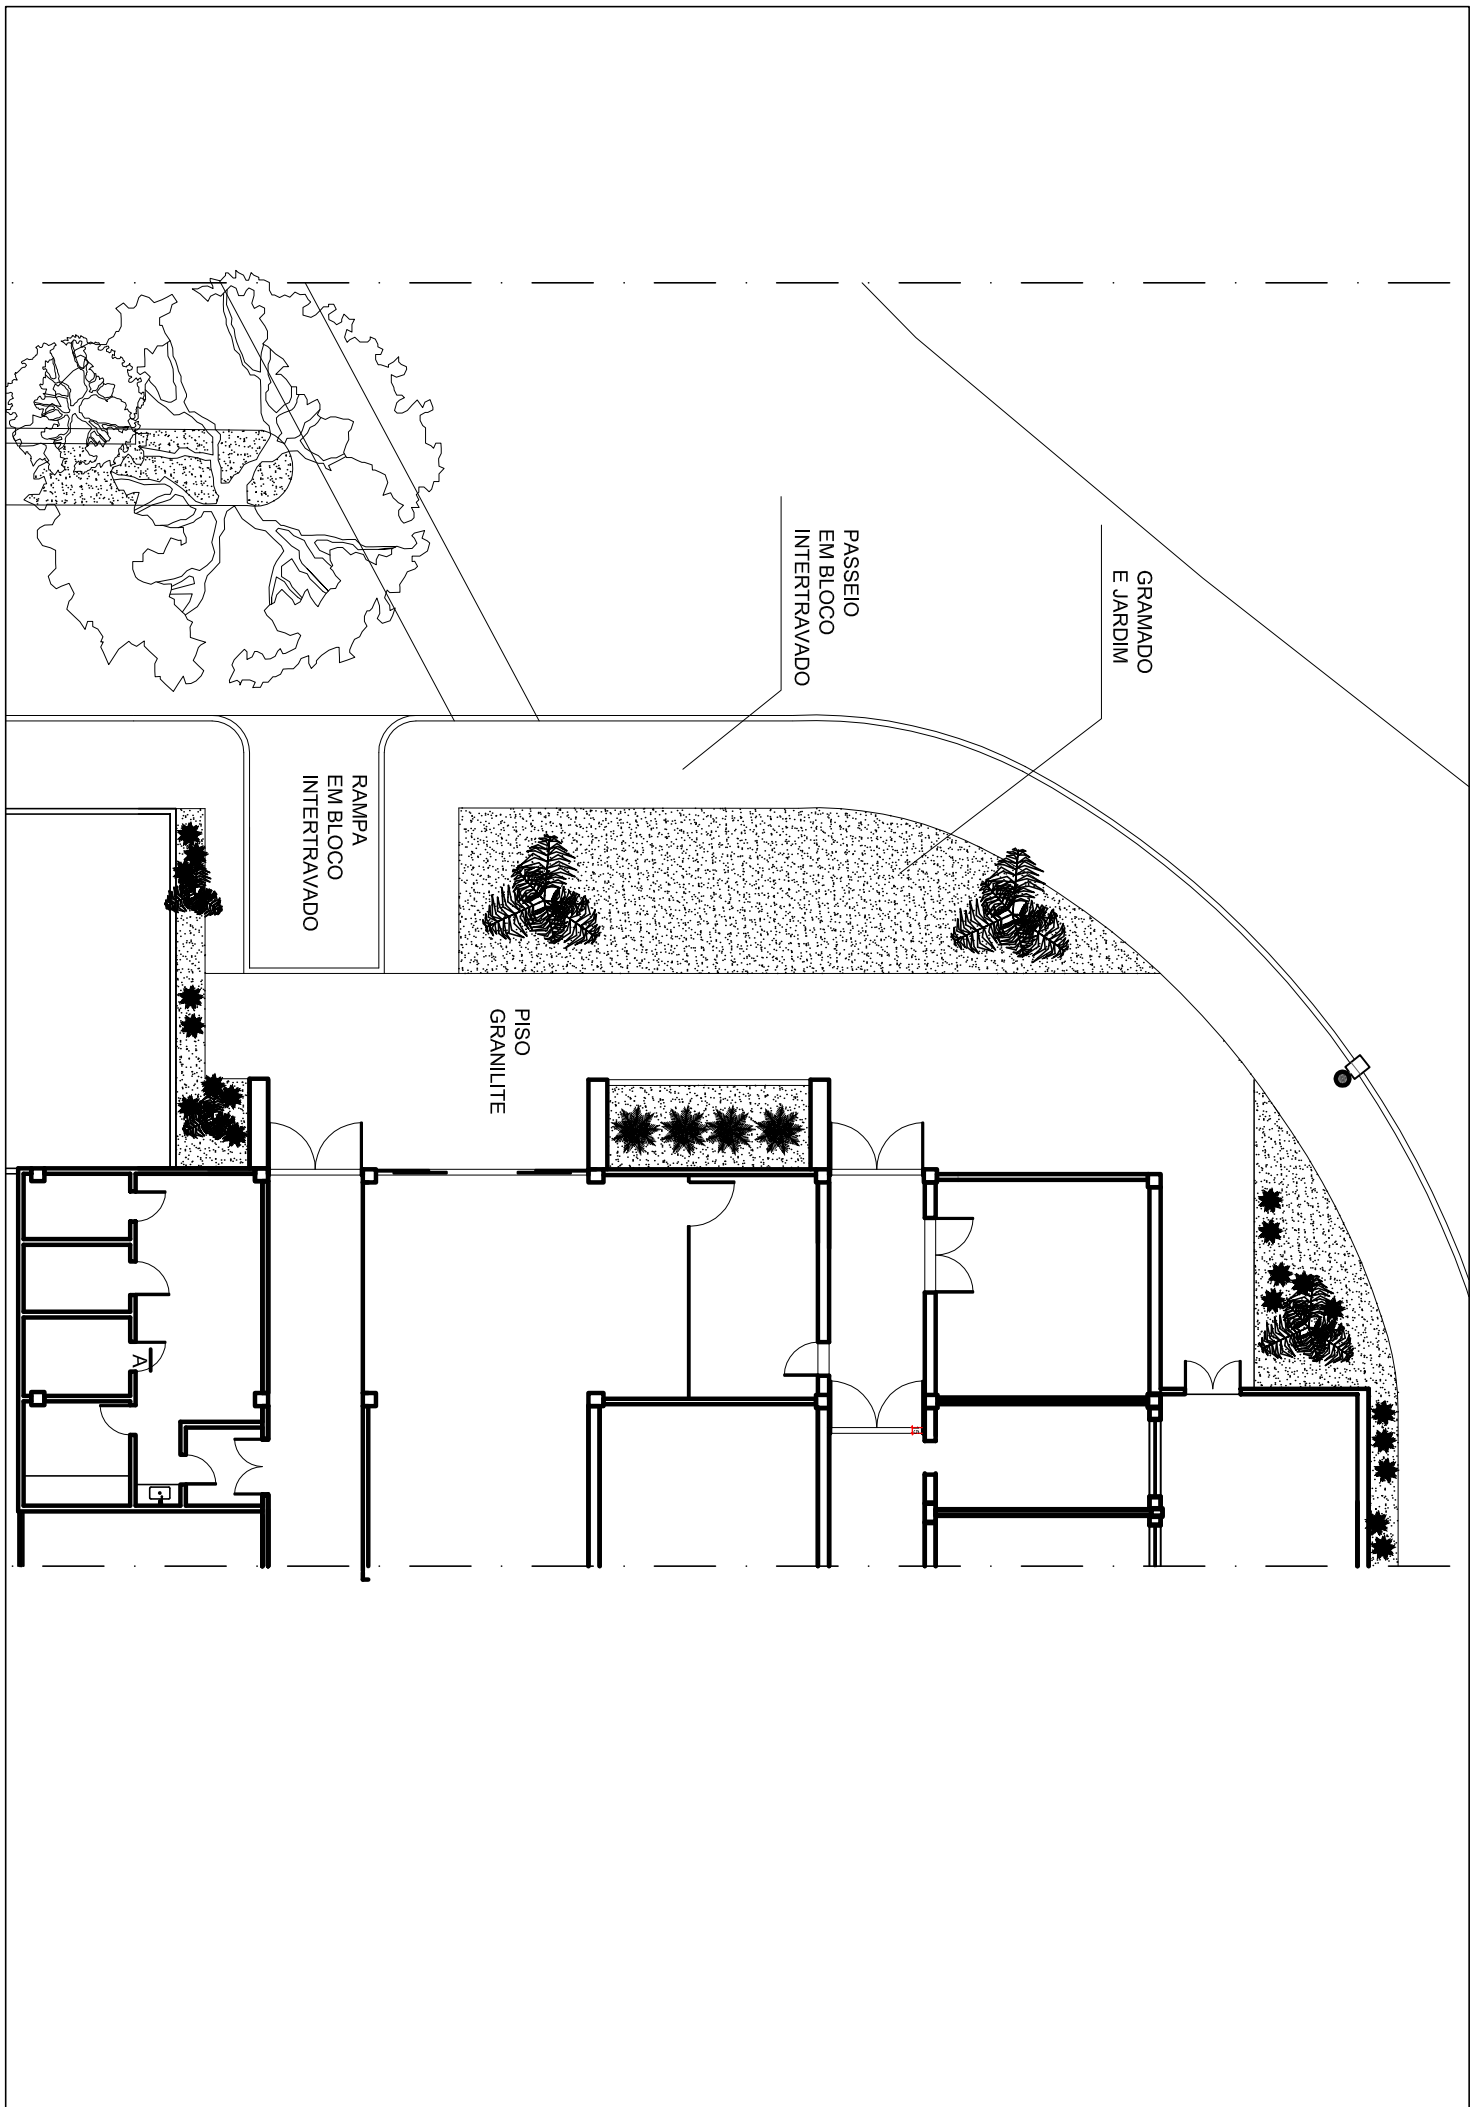 GRAMADO
E JARDIM
PASSEIO
EM BLOCO
INTERTRAVADO
RAMPA
EM BLOCO
INTERTRAVADO
PISO
GRANILITE
A